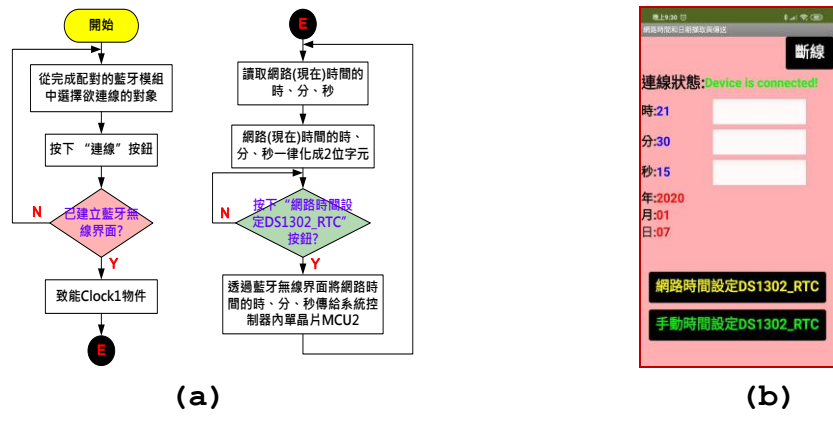 開始
從完成配對的藍牙模組
中選擇欲連線的對象
按下 “連線” 按鈕
已建立藍牙無
線界面?
N
Y
致能Clock1物件
E
E
讀取網路(現在)時間的
時、分、秒
網路(現在)時間的時、
分、秒一律化成2位字元
按下 “網路時間設
定DS1302_RTC”
按鈕?
N
Y
透過藍牙無線界面將網路時
間的時、分、秒傳給系統控
制器內單晶片MCU2
(a)
晚上9:30
網路時間和日期擷取與傳送
斷線
連線狀態:Device is connected!
時:21
分:30
秒:15
年:2020
月:01
日:07
網路時間設定DS1302_RTC
手動時間設定DS1302_RTC
(b)